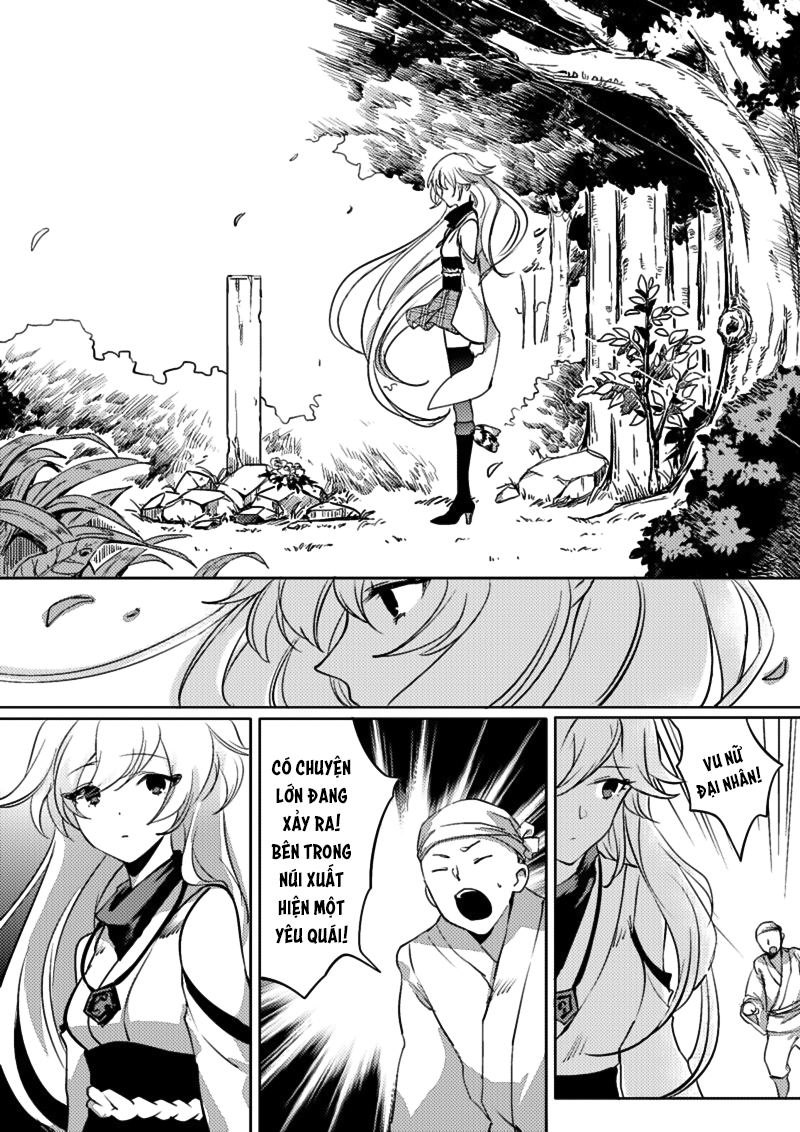 VU NỮ
ĐẠI NHÂN!
CÓ CHUYỆN
LỚN ĐANG
XẢY RA!
BÊN TRONG
NÚI XUẤT
HIỆN MỘT
YÊU QUÁI!